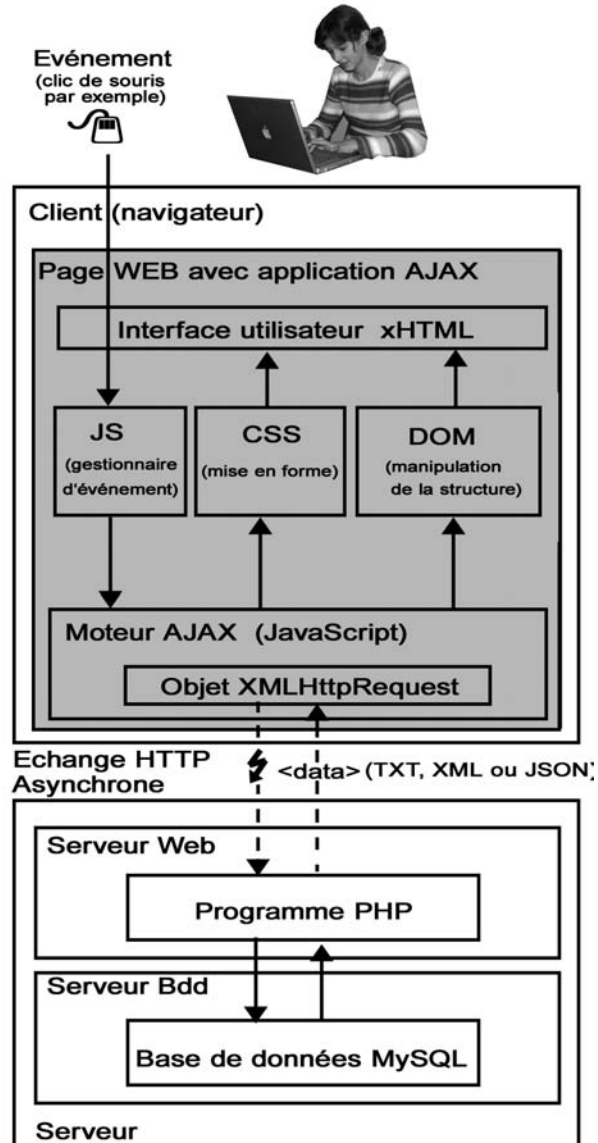 Evénement
(clic de souris
par exemple)
Client (navigateur)
Page WEB avec application AJAX
Interface utilisateur xHTML
JS
(gestionnaire
d'événement)
CSS
(mise en forme)
DOM
(manipulation
de la structure)
Moteur AJAX (JavaScript)
Objet XMLHttpRequest
Echange HTTP
Asynchrone
<data> (TXT, XML ou JSON)
Serveur Web
Programme PHP
Serveur Bdd
Base de données MySQL
Serveur